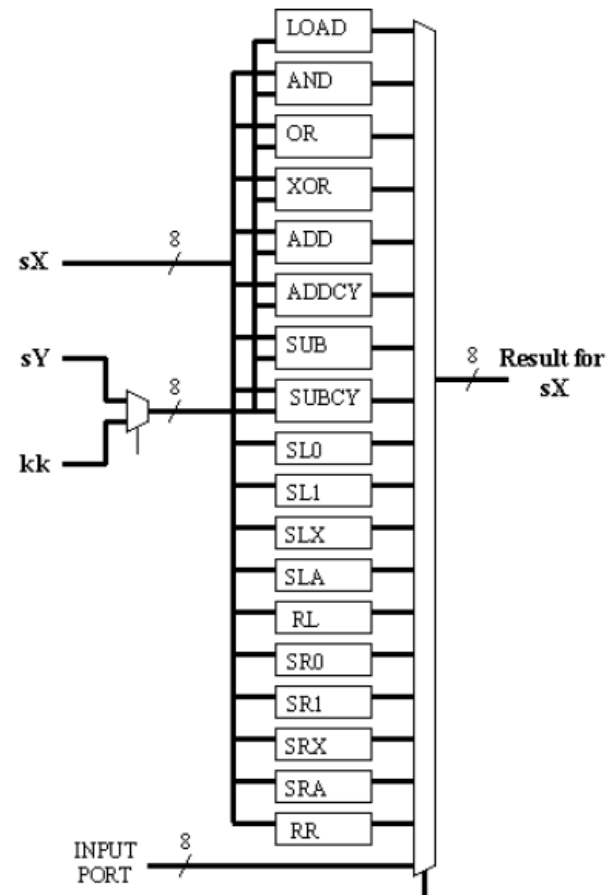 LOAD
AND
OR
XOR
8
ADD
sX
ADDCY
sY
SUB
8
Result for
sX
8
SUBCY
kk
SL0
SL1
SLX
SLA
RL
SR0
SR1
SRX
SRA
RR
8
INPUT
PORT